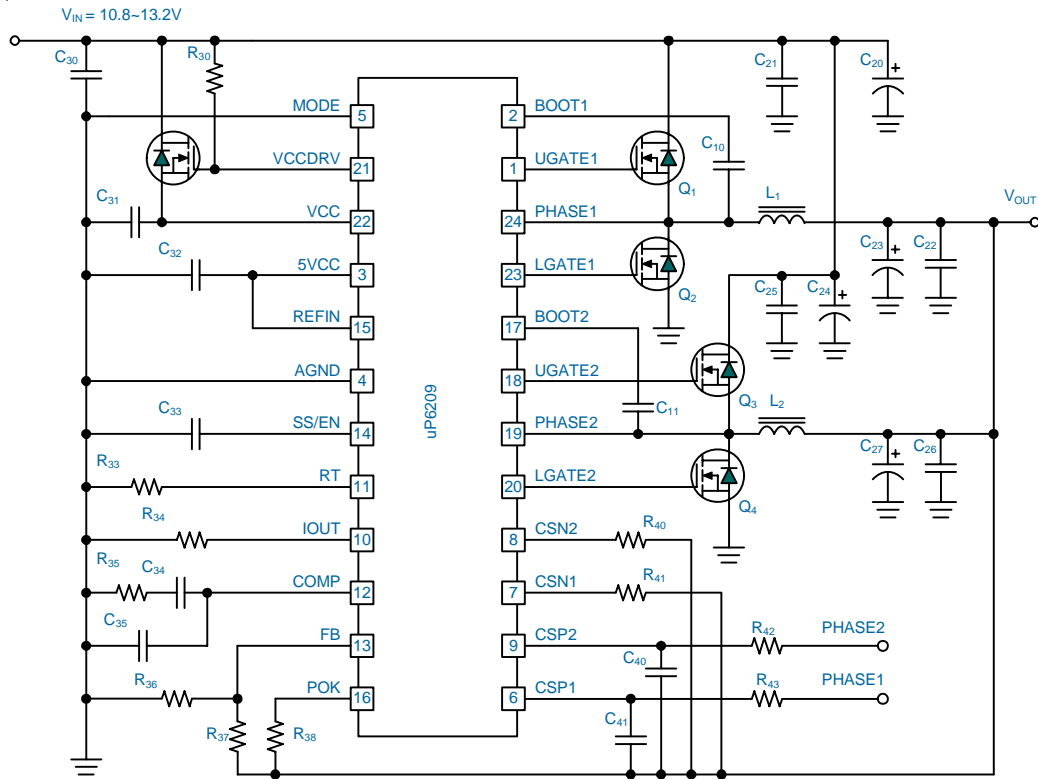 V_IN = 10.8~13.2V
C30
R30
C21
C20
MODE 5
2 BOOT1
C10
VCCDRV 21
1 UGATE1
Q1
C31
VCC 22
24 PHASE1
L1
VOUT
C32
5VCC 3
23 LGATE1
Q2
C23
C22
C25
C24
REFIN 15
17 BOOT2
AGND 4
18 UGATE2
Q3
uP6209
C11
L2
C33
SS/EN 14
19 PHASE2
C27
C26
R33
RT 11
20 LGATE2
Q4
R34
IOUT 10
8 CSN2
R40
R35
C34
COMP 12
7 CSN1
R41
C35
FB 13
9 CSP2
R42
PHASE2
C40
R36
POK 16
6 CSP1
R43
PHASE1
R37
R38
C41